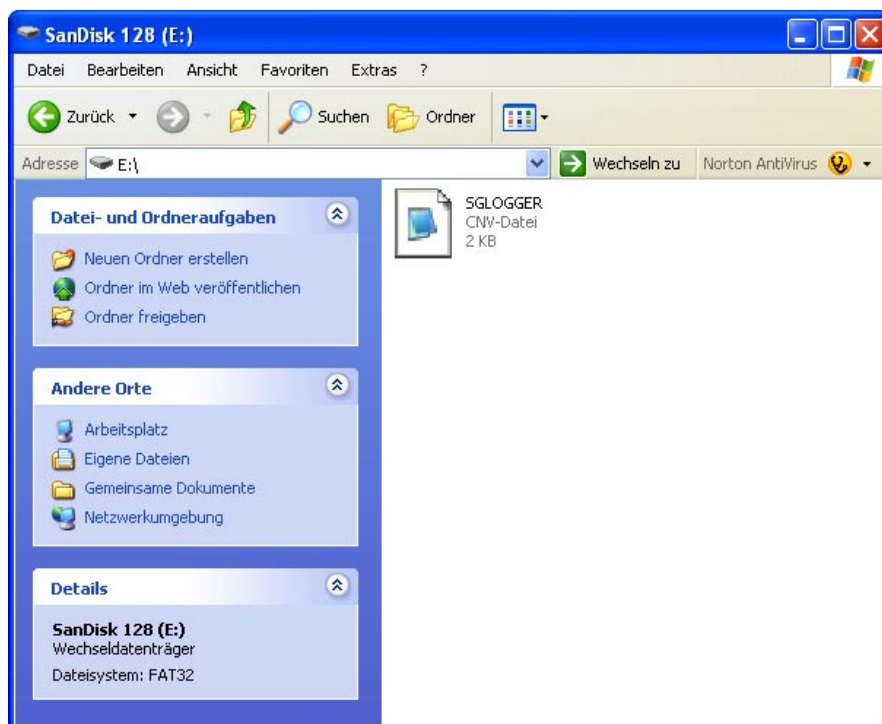 SanDisk 128 (E:)
Datei Bearbeiten Ansicht Favoriten Extras ?
Zurück Suchen Ordner
Adresse E:\ Wechseln zu Norton AntiVirus
Datei- und Ordneraufgaben
Neuen Ordner erstellen
Ordner im Web veröffentlichen
Ordner freigeben
Andere Orte
Arbeitsplatz
Eigene Dateien
Gemeinsame Dokumente
Netzwerkumgebung
Details
SanDisk 128 (E:)
Wechseldatenträger
Dateisystem: FAT32
SGLOGGER
CNV-Datei
2 KB